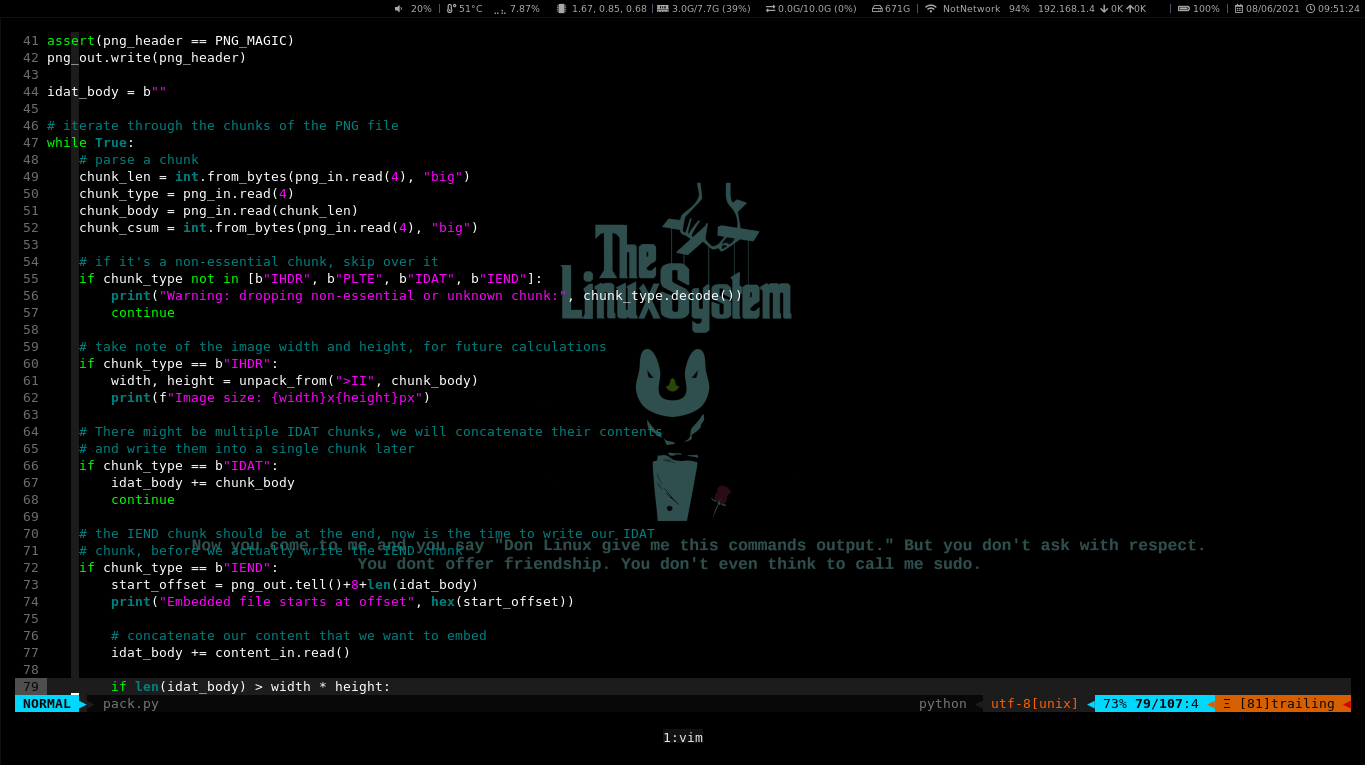 20% | 51°C 7.87% 1.67, 0.85, 0.68 | 3.0G/7.7G (39%) 0.0G/10.0G (0%) 671G | NotNetwork 94% 192.168.1.4 0K 0K | 100% | 08/06/2021 09:51:24
41 assert(png_header == PNG_MAGIC)
42 png_out.write(png_header)
43
44 idat_body = b""
45
46 # iterate through the chunks of the PNG file
47 while True:
48     # parse a chunk
49     chunk_len = int.from_bytes(png_in.read(4), "big")
50     chunk_type = png_in.read(4)
51     chunk_body = png_in.read(chunk_len)
52     chunk_csum = int.from_bytes(png_in.read(4), "big")
53
54     # if it's a non-essential chunk, skip over it
55     if chunk_type not in [b"IHDR", b"PLTE", b"IDAT", b"IEND"]:
56         print("Warning: dropping non-essential or unknown chunk:", chunk_type.decode())
57         continue
58
59     # take note of the image width and height, for future calculations
60     if chunk_type == b"IHDR":
61         width, height = unpack_from(">II", chunk_body)
62         print(f"Image size: {width}x{height}px")
63
64     # There might be multiple IDAT chunks, we will concatenate their contents
65     # and write them into a single chunk later
66     if chunk_type == b"IDAT":
67         idat_body += chunk_body
68         continue
69
70     # the IEND chunk should be at the end, now is the time to write our IDAT
71     # chunk, before we actually write the IEND chunk
72     if chunk_type == b"IEND":
73         start_offset = png_out.tell()+8+len(idat_body)
74         print("Embedded file starts at offset", hex(start_offset))
75
76         # concatenate our content that we want to embed
77         idat_body += content_in.read()
78
79         if len(idat_body) > width * height:
The
LinuxSystem
Now you come to me and you say "Don Linux give me this commands output." But you don't ask with respect.
You dont offer friendship. You don't even think to call me sudo.
NORMAL pack.py python utf-8[unix] 73% 79/107:4 Ξ [81]trailing
1:vim